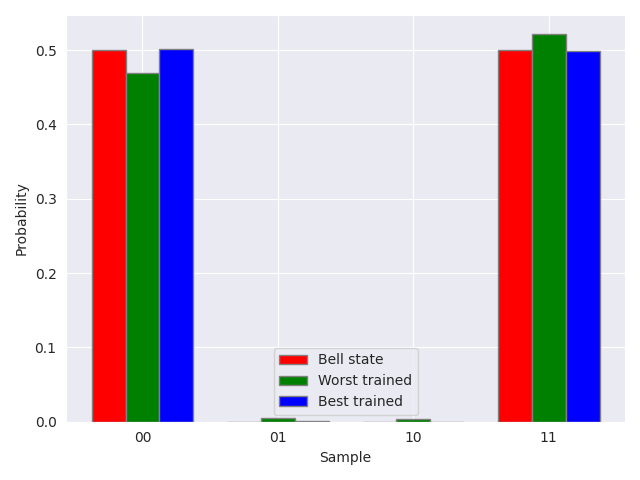 0.5
0.4
0.3
0.2
0.1
0.0
Probability
Bell state
Worst trained
Best trained
00 01 10 11
Sample